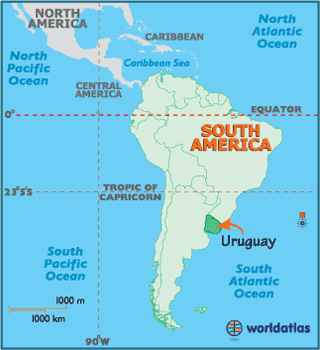 NORTH
AMERICA
North
Atlantic
Ocean
CARIBBEAN
North
Pacific
Ocean
Caribbean Sea
CENTRAL
AMERICA
EQUATOR
0°
SOUTH
AMERICA
23°5'S
TROPIC OF
CAPRICORN
Uruguay
South
Pacific
Ocean
South
Atlantic
Ocean
1000 m
1000 km
90°W
worldatlas